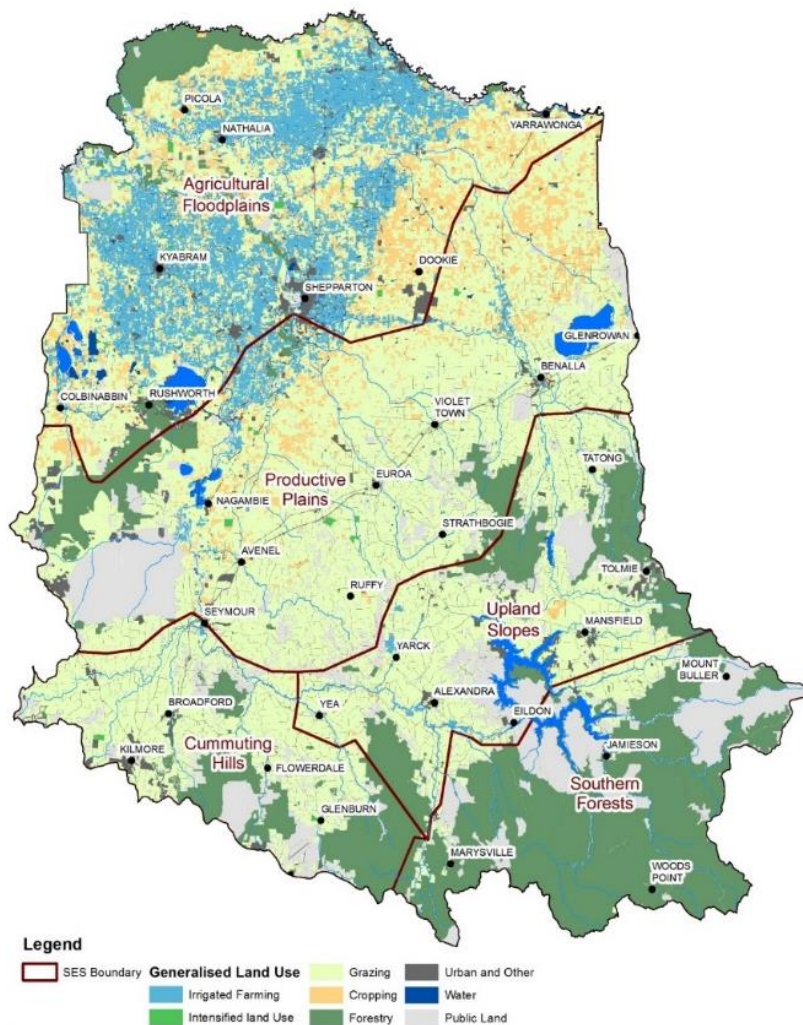 PICOLA
NATHALIA
YARRAWONGA
Agricultural
Floodplains
KYABRAM
DOOKIE
SHEPPARTON
GLENROWAN
BENALLA
COLBINABBIN
RUSHWORTH
VIOLET
TOWN
TATONG
Productive
Plains
EUROA
NAGAMBIE
STRATHBOGIE
AVENEL
TOLMIE
RUFFY
Upland
Slopes
SEYMOUR
MANSFIELD
YARCK
MOUNT
BULLER
ALEXANDRA
BROADFORD
YEA
EILDON
Cummuting
Hills
KILMORE
JAMIESON
FLOWERDALE
Southern
Forests
GLENBURN
MARYSVILLE
WOODS
POINT
Legend
SES Boundary
Generalised Land Use
Irrigated Farming
Intensified land Use
Grazing
Cropping
Forestry
Urban and Other
Water
Public Land